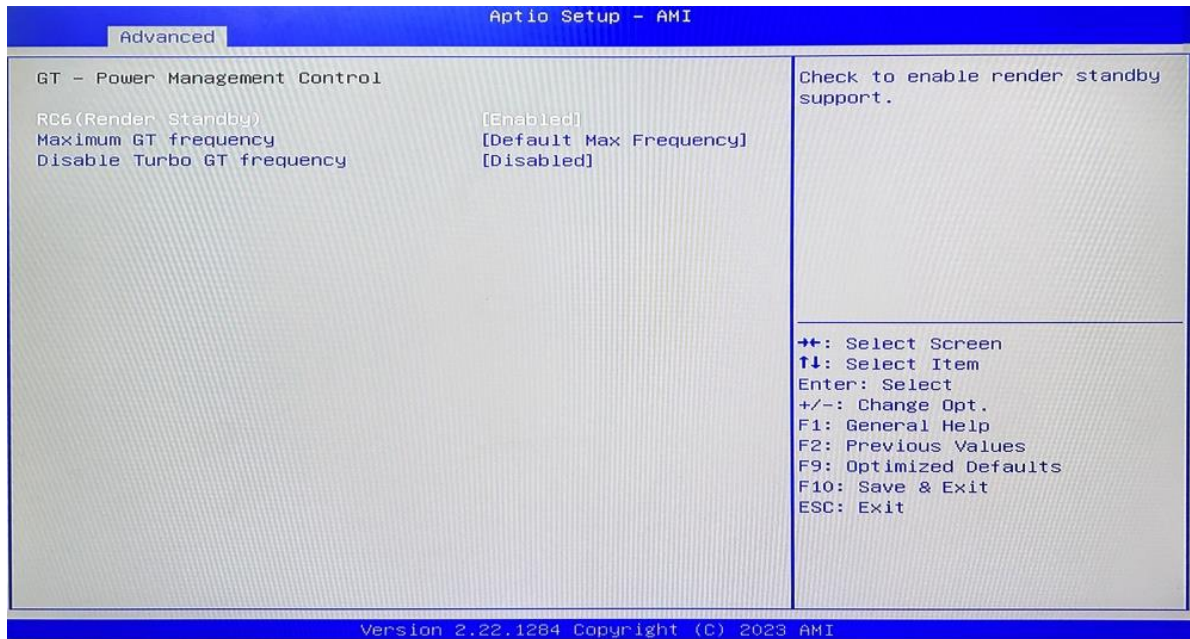 Aptio Setup – AMI
Advanced
GT – Power Management Control
RC6(Render Standby) [Enabled]
Maximum GT frequency [Default Max Frequency]
Disable Turbo GT frequency [Disabled]
Check to enable render standby
support.
→←: Select Screen
↑↓: Select Item
Enter: Select
+/-: Change Opt.
F1: General Help
F2: Previous Values
F9: Optimized Defaults
F10: Save & Exit
ESC: Exit
Version 2.22.1284 Copyright (C) 2023 AMI